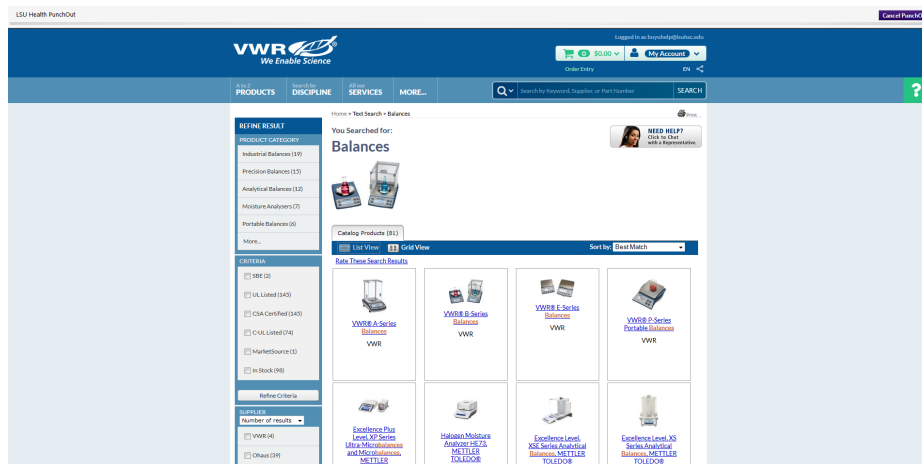 LSU Health PunchOut
Cancel PunchO
Logged in as buyuhelp@lsuhsc.edu
VWR
We Enable Science
0 $0.00
My Account
Order Entry
EN
A to Z
PRODUCTS
Search by
DISCIPLINE
All our
SERVICES
MORE...
Search by Keyword, Supplier, or Part Number
SEARCH
?
Home > Text Search > Balances
Print...
REFINE RESULT
PRODUCT CATEGORY
Industrial Balances (19)
Precision Balances (15)
Analytical Balances (12)
Moisture Analysers (7)
Portable Balances (6)
More...
CRITERIA
SBE (2)
UL Listed (145)
CSA Certified (145)
C-UL Listed (74)
MarketSource (1)
In Stock (98)
Refine Criteria
SUPPLIER
Number of results
VWR (4)
Ohaus (39)
You Searched for:
Balances
NEED HELP?
Click to Chat
with a Representative.
Catalog Products (81)
List View
Grid View
Sort by: Best Match
Rate These Search Results
VWR® A-Series
Balances
VWR
VWR® B-Series
Balances
VWR
VWR® E-Series
Balances
VWR
VWR® P-Series
Portable Balances
VWR
Excellence Plus
Level, XP Series
Ultra-Microbalances
and Microbalances,
METTLER
Halogen Moisture
Analyzer HE73,
METTLER
TOLEDO®
Excellence Level,
XSE Series Analytical
Balances, METTLER
TOLEDO®
Excellence Level, XS
Series Analytical
Balances, METTLER
TOLEDO®